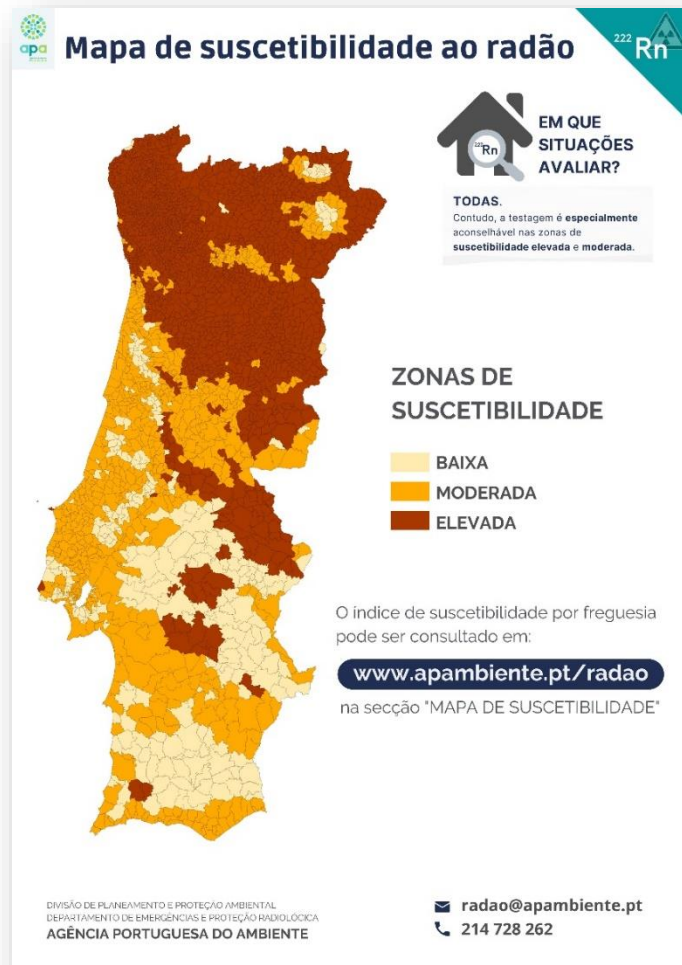 apa
Mapa de suscetibilidade ao radão
²²²Rn
²²²Rn
EM QUE
SITUAÇÕES
AVALIAR?
TODAS.
Contudo, a testagem é especialmente
aconselhável nas zonas de
suscetibilidade elevada e moderada.
ZONAS DE
SUSCETIBILIDADE
BAIXA
MODERADA
ELEVADA
O índice de suscetibilidade por freguesia
pode ser consultado em:
www.apambiente.pt/radao
na secção "MAPA DE SUSCETIBILIDADE"
DIVISÃO DE PLANEAMENTO E PROTEÇÃO AMBIENTAL
DEPARTAMENTO DE EMERGÊNCIAS E PROTEÇÃO RADIOLÓGICA
AGÊNCIA PORTUGUESA DO AMBIENTE
radao@apambiente.pt
214 728 262